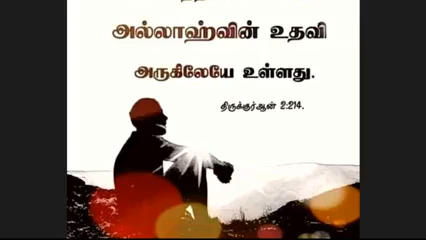 அல்லாஹ்வின் உதவி
அருகிலேயே உள்ளது.
திருக்குர்ஆன் 2:214.